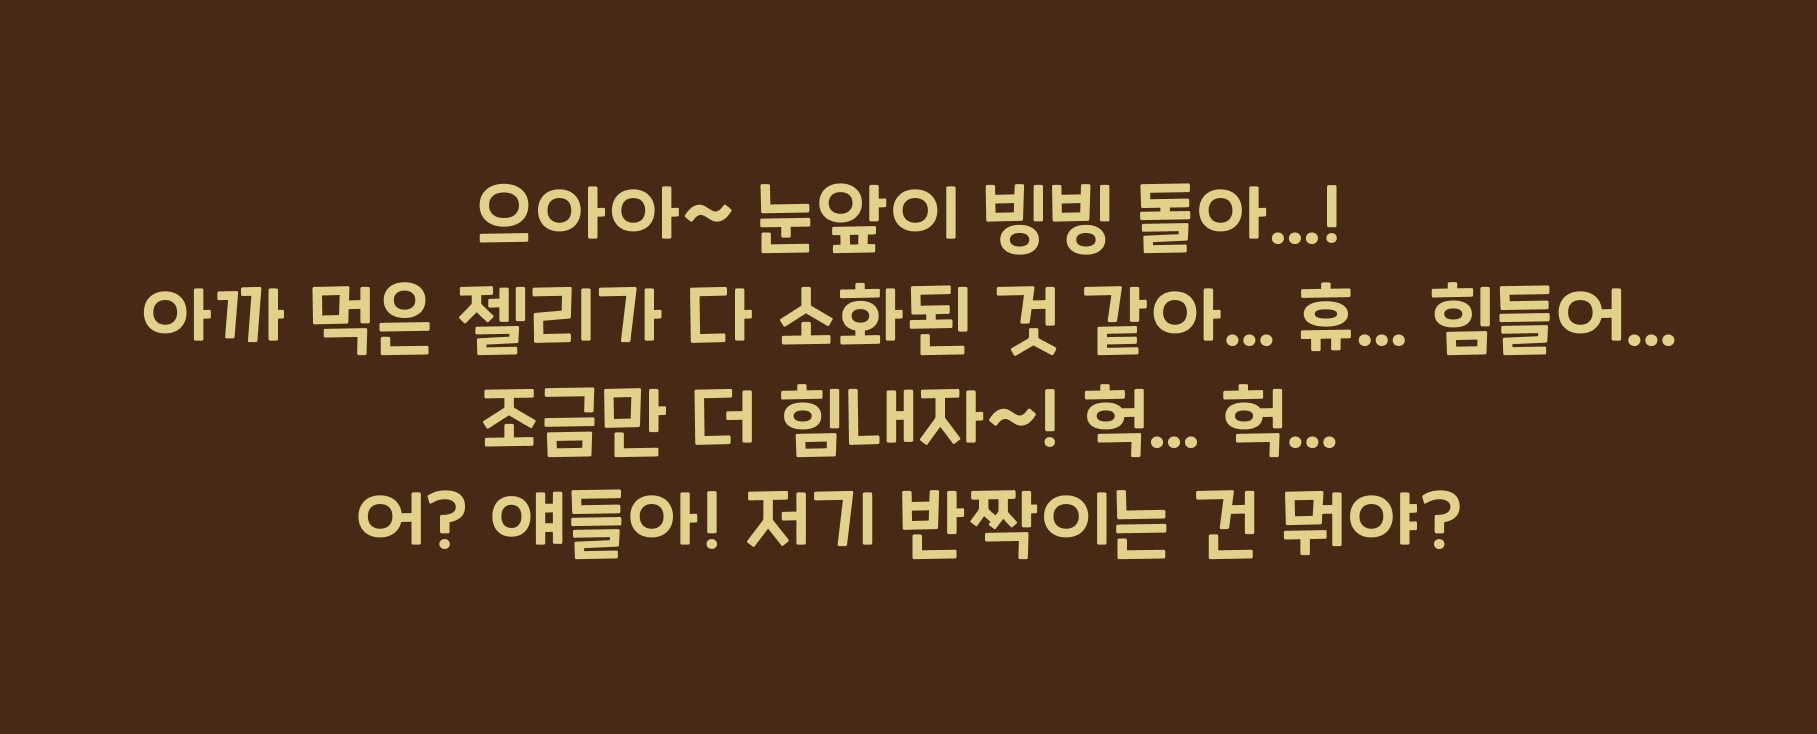 으아아~ 눈앞이 빙빙 돌아...!
아까 먹은 젤리가 다 소화된 것 같아... 휴... 힘들어...
조금만 더 힘내자~! 헉... 헉...
어? 얘들아! 저기 반짝이는 건 뭐야?